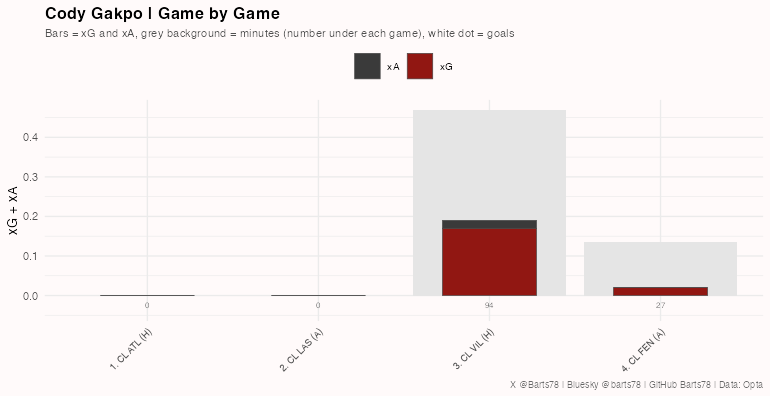 Cody Gakpo | Game by Game
Bars = xG and xA, grey background = minutes (number under each game), white dot = goals
xA
xG
XG + xA
0.4
0.3
0.2
0.1
0.0
0
0
94
27
1. CL ATL (H)
2. CL LAS (A)
3. CL VIL (H)
4. CL FEN (A)
X @Barts78 | Bluesky @barts78 | GitHub Barts78 | Data: Opta